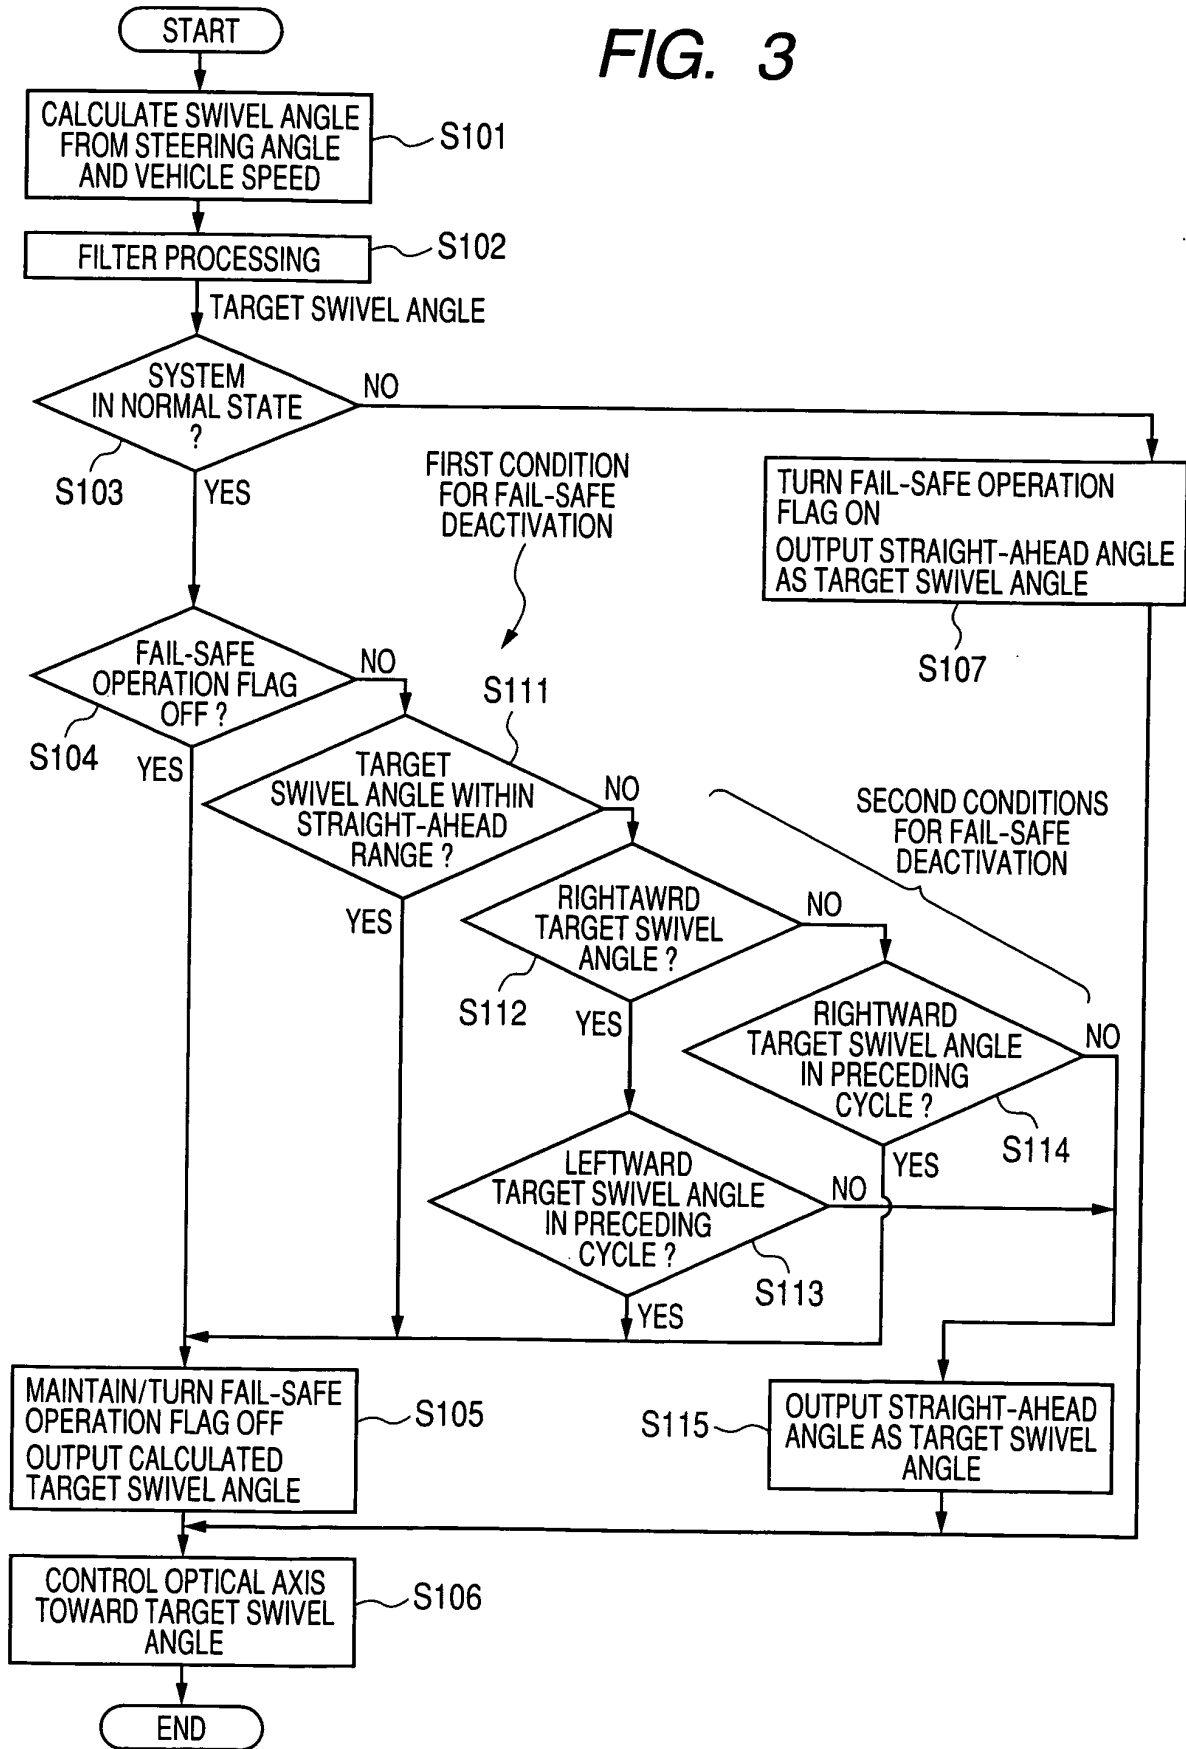 FIG. 3
START
CALCULATE SWIVEL ANGLE
FROM STEERING ANGLE
AND VEHICLE SPEED
S101
FILTER PROCESSING
S102
TARGET SWIVEL ANGLE
SYSTEM
IN NORMAL STATE
?
NO
S103
YES
FIRST CONDITION
FOR FAIL-SAFE
DEACTIVATION
TURN FAIL-SAFE OPERATION
FLAG ON
OUTPUT STRAIGHT-AHEAD ANGLE
AS TARGET SWIVEL ANGLE
S107
FAIL-SAFE
OPERATION FLAG
OFF ?
NO
S104
YES
S111
TARGET
SWIVEL ANGLE WITHIN
STRAIGHT-AHEAD
RANGE ?
NO
YES
SECOND CONDITIONS
FOR FAIL-SAFE
DEACTIVATION
RIGHTAWRD
TARGET SWIVEL
ANGLE ?
NO
S112
YES
RIGHTWARD
TARGET SWIVEL ANGLE
IN PRECEDING
CYCLE ?
NO
S114
YES
LEFTWARD
TARGET SWIVEL ANGLE
IN PRECEDING
CYCLE ?
NO
S113
YES
MAINTAIN/TURN FAIL-SAFE
OPERATION FLAG OFF
OUTPUT CALCULATED
TARGET SWIVEL ANGLE
S105
S115
OUTPUT STRAIGHT-AHEAD
ANGLE AS TARGET SWIVEL
ANGLE
CONTROL OPTICAL AXIS
TOWARD TARGET SWIVEL
ANGLE
S106
END